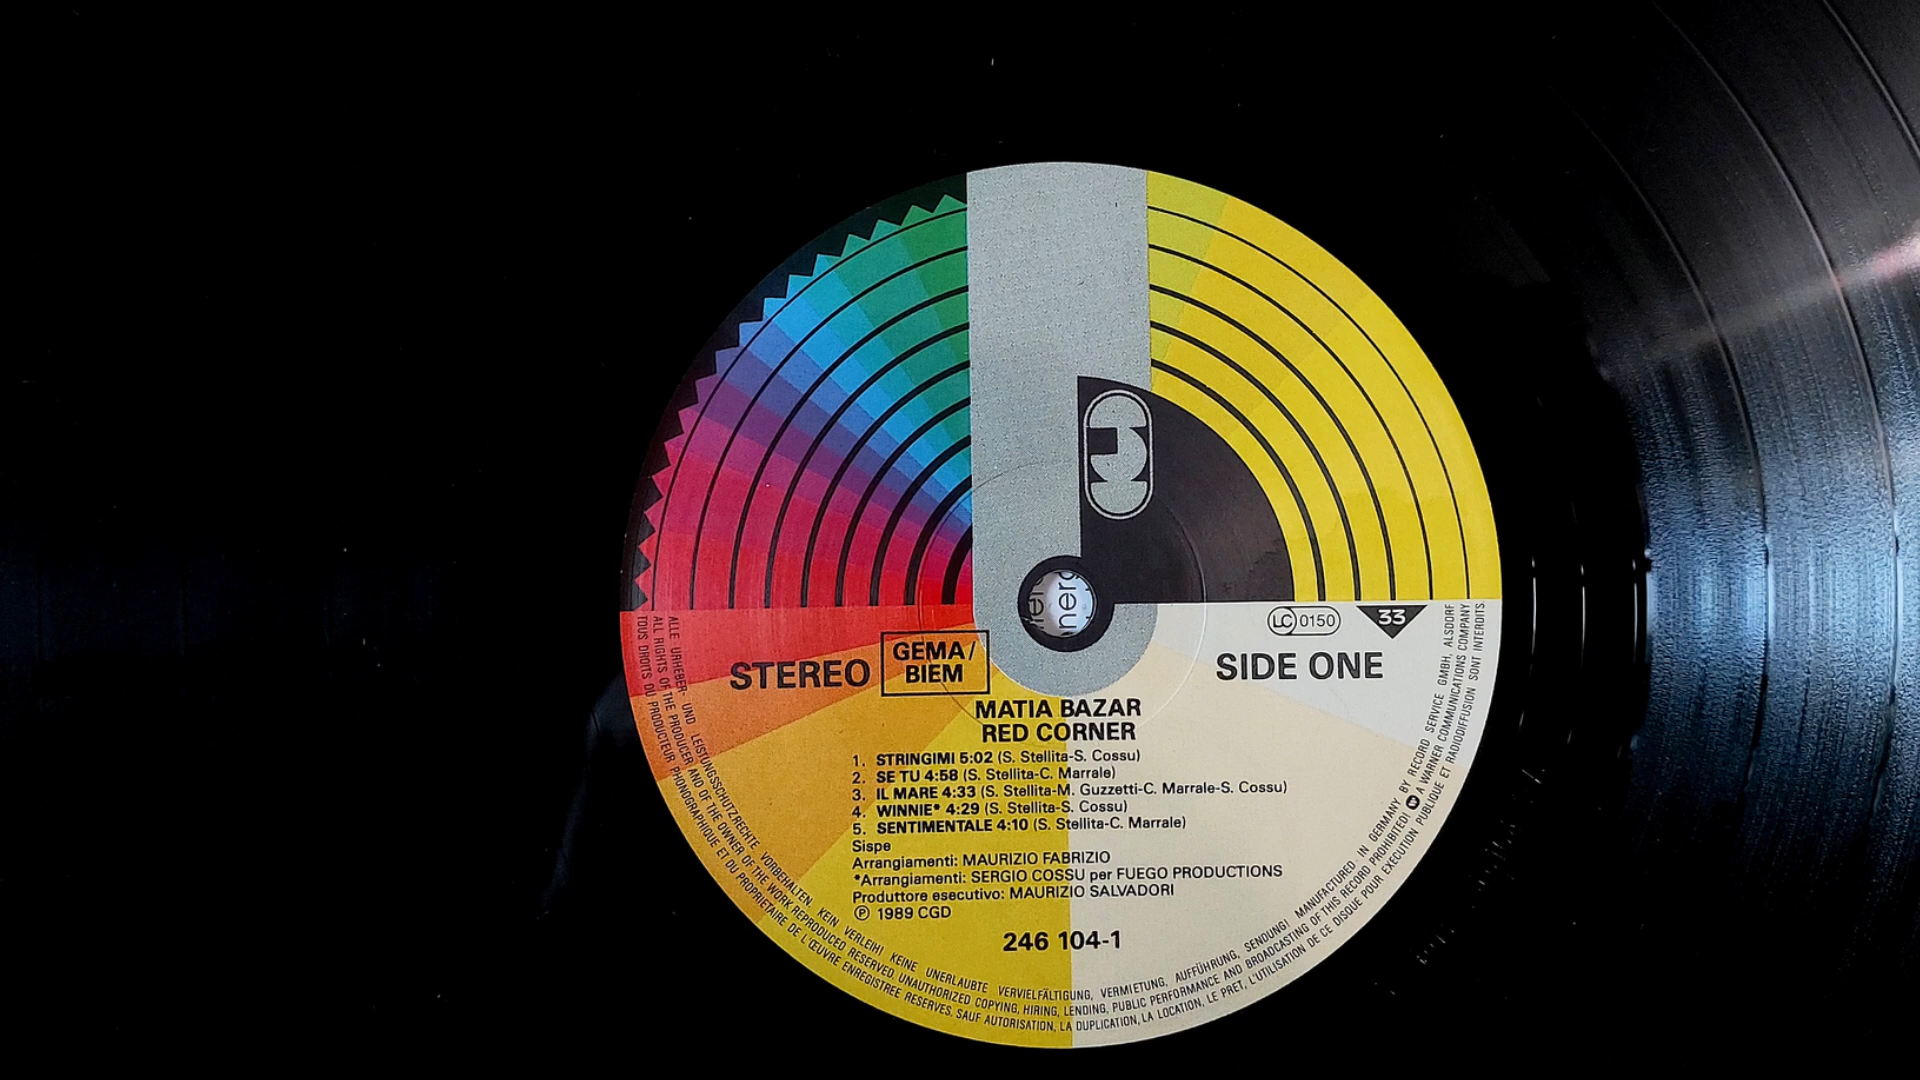 LC 0150
33
STEREO
GEMA/
BIEM
SIDE ONE
MATIA BAZAR
RED CORNER
1. STRINGIMI 5:02 (S. Stellita-S. Cossu)
2. SE TU 4:58 (S. Stellita-C. Marrale)
3. IL MARE 4:33 (S. Stellita-M. Guzzetti-C. Marrale-S. Cossu)
4. WINNIE* 4:29 (S. Stellita-S. Cossu)
5. SENTIMENTALE 4:10 (S. Stellita-C. Marrale)
Sispe
Arrangiamenti: MAURIZIO FABRIZIO
*Arrangiamenti: SERGIO COSSU per FUEGO PRODUCTIONS
Produttore esecutivo: MAURIZIO SALVADORI
℗ 1989 CGD
246 104-1
ALLE URHEBER- UND LEISTUNGSSCHUTZRECHTE VORBEHALTEN. KEIN VERLEIH! KEINE UNERLAUBTE VERVIELFÄLTIGUNG, VERMIETUNG, AUFFÜHRUNG, SENDUNG! MANUFACTURED IN GERMANY BY RECORD SERVICE GMBH, ALSDORF
ALL RIGHTS OF THE PRODUCER AND OF THE OWNER OF THE WORK REPRODUCED RESERVED. UNAUTHORIZED COPYING, HIRING, LENDING, PUBLIC PERFORMANCE AND BROADCASTING OF THIS RECORD PROHIBITED! A WARNER COMMUNICATIONS COMPANY
TOUS DROITS DU PRODUCTEUR PHONOGRAPHIQUE ET DU PROPRIETAIRE DE L'ŒUVRE ENREGISTREE RESERVES. SAUF AUTORISATION, LA DUPLICATION, LA LOCATION, LE PRET, L'UTILISATION DE CE DISQUE POUR EXECUTION PUBLIQUE ET RADIODIFFUSION SONT INTERDITS.